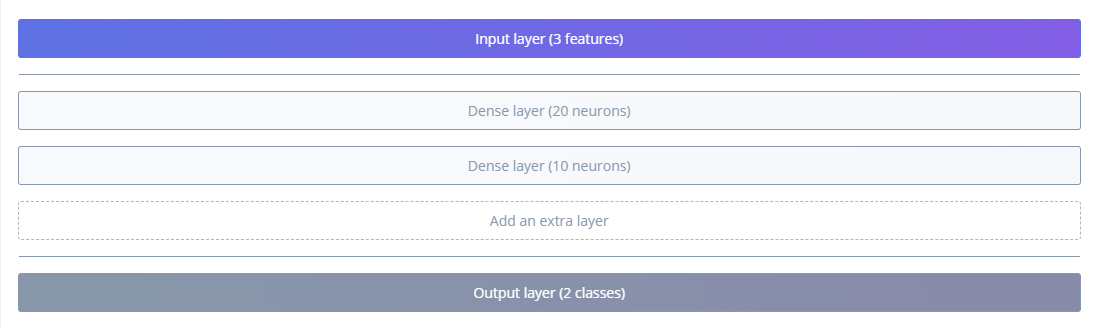 Input layer (3 features)
Dense layer (20 neurons)
Dense layer (10 neurons)
Add an extra layer
Output layer (2 classes)